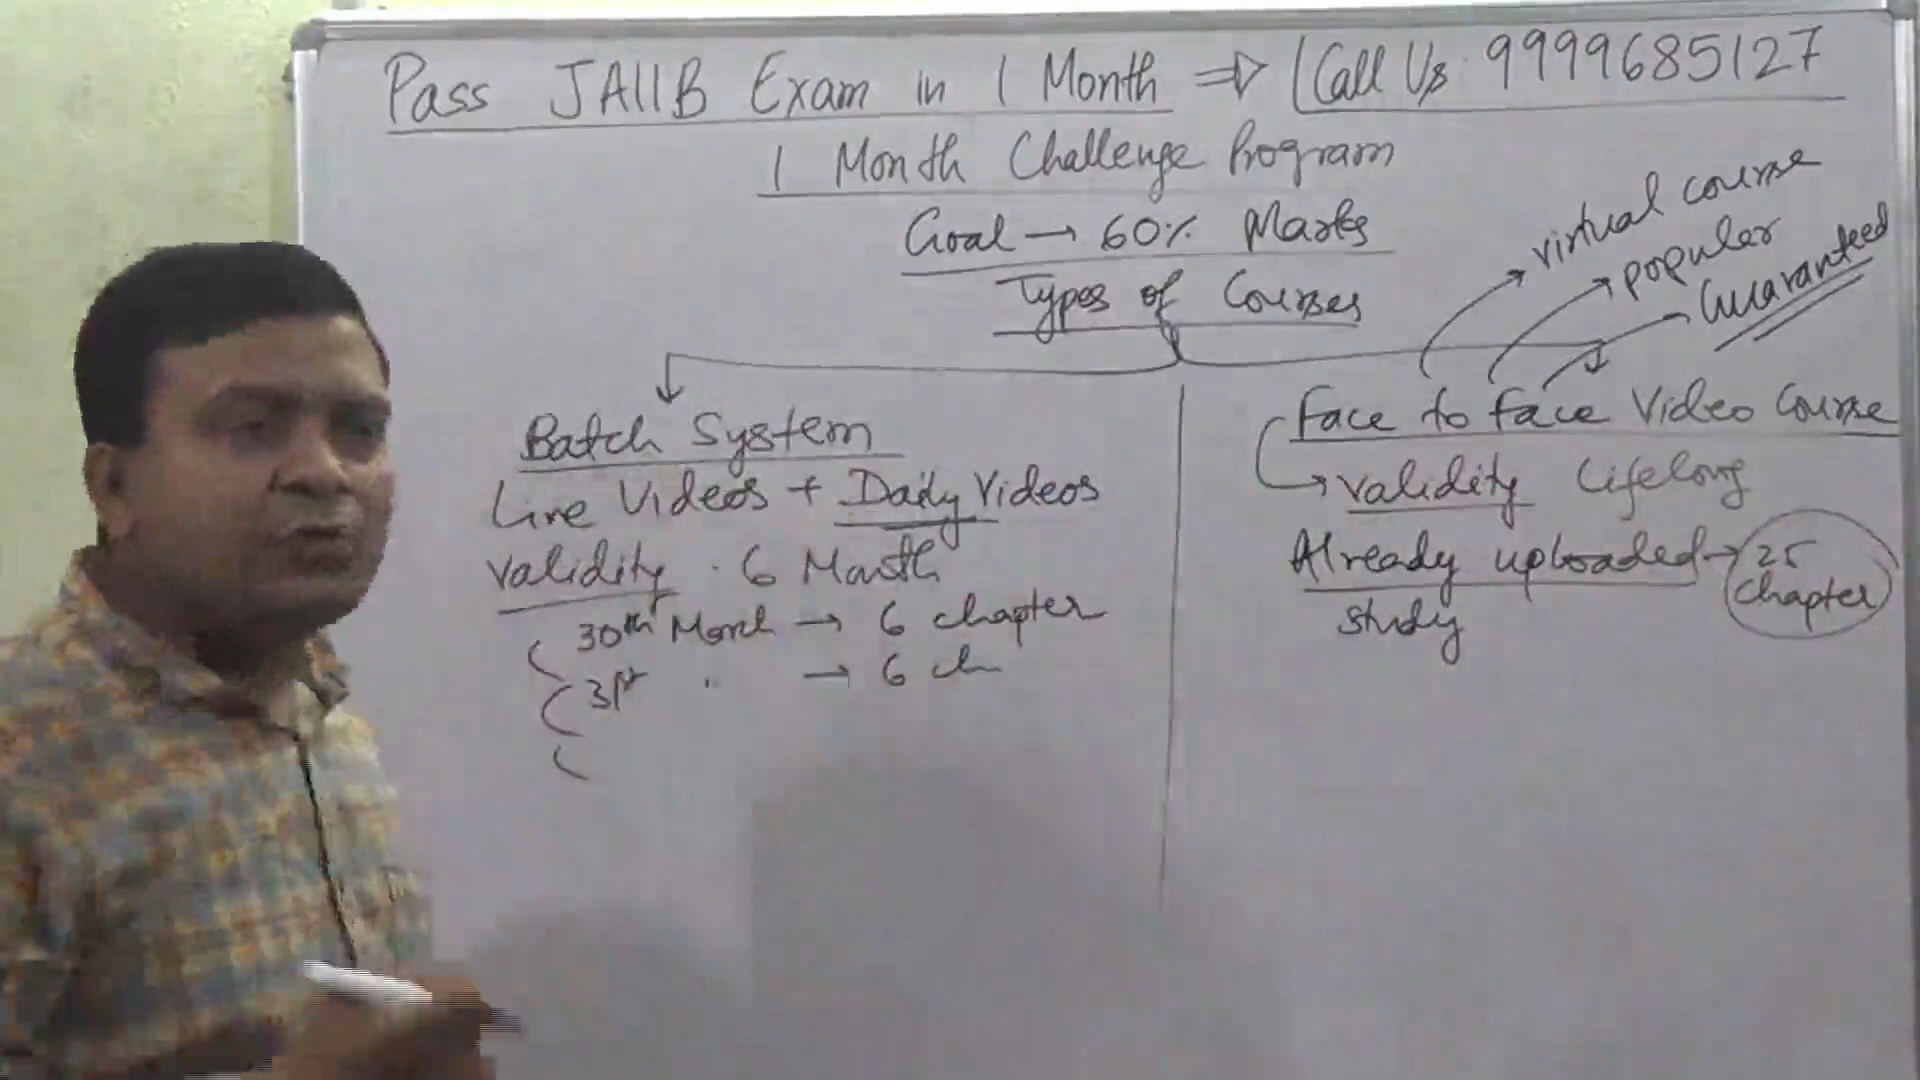 Pass JAIIB Exam in 1 Month ⇒ Call Us 9999685127
1 Month Challenge Program
Goal → 60% Marks
Types of Courses
virtual course
populer
Guaranteed
Batch System
Live Videos + Daily Videos
validity . 6 Month
30th March → 6 chapter
31st " → 6 ch
Face to face Video Course
→ validity Lifelong
Already uploaded → 25 chapter
study